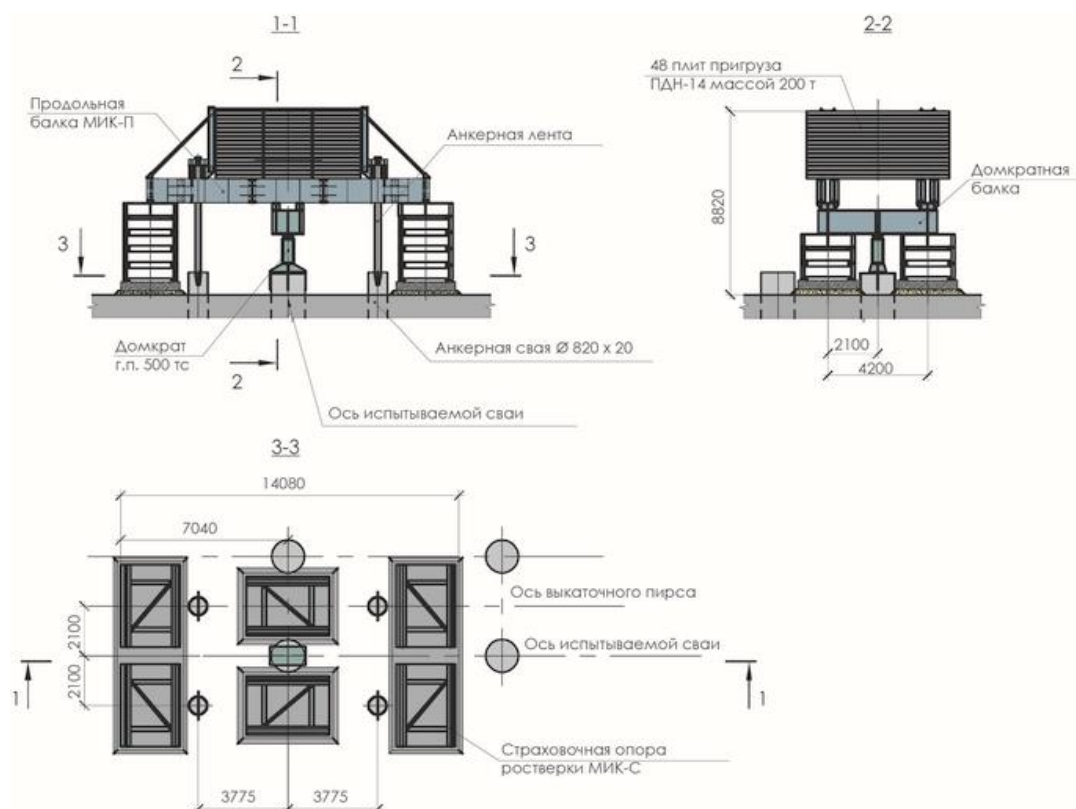 1-1
2
Продольная
балка МИК-П
Анкерная лента
3
3
Домкрат
г.п. 500 тс
2
Анкерная свая Ø 820 x 20
Ось испытываемой сваи
2-2
48 плит пригруза
ПДН-14 массой 200 т
Домкратная
балка
8820
2100
4200
3-3
14080
7040
Ось выкаточного пирса
Ось испытываемой сваи
2100
2100
1
1
Страховочная опора
ростверки МИК-С
3775
3775